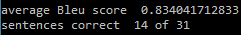 average Bleu score  0.834041712833
sentences correct  14 of 31